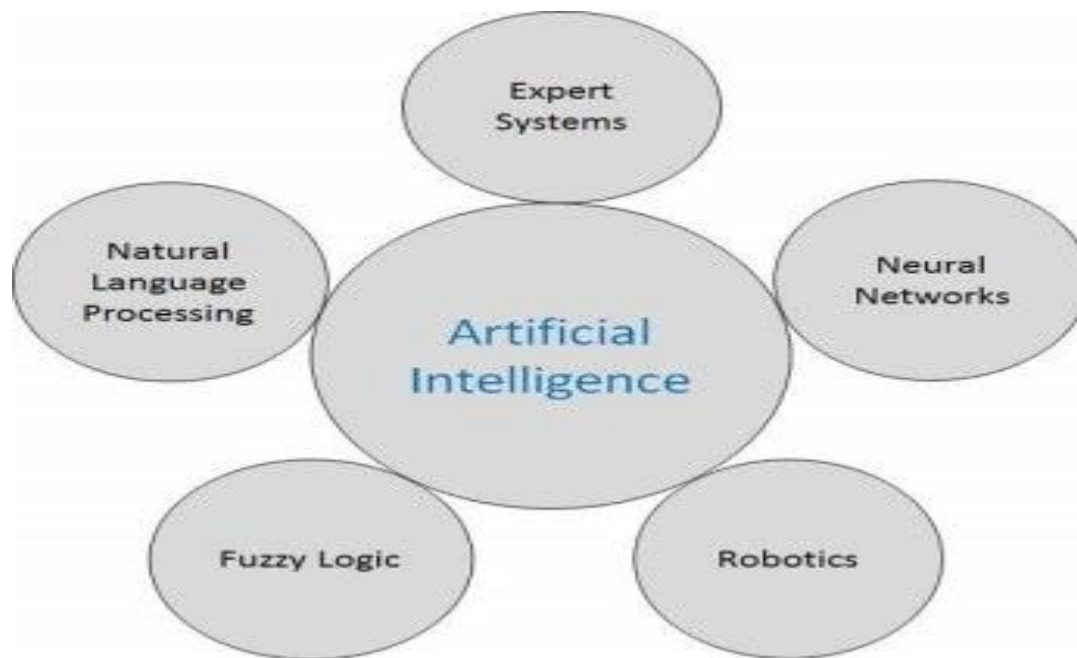 Expert
Systems
Natural
Language
Processing
Neural
Networks
Artificial
Intelligence
Fuzzy Logic
Robotics